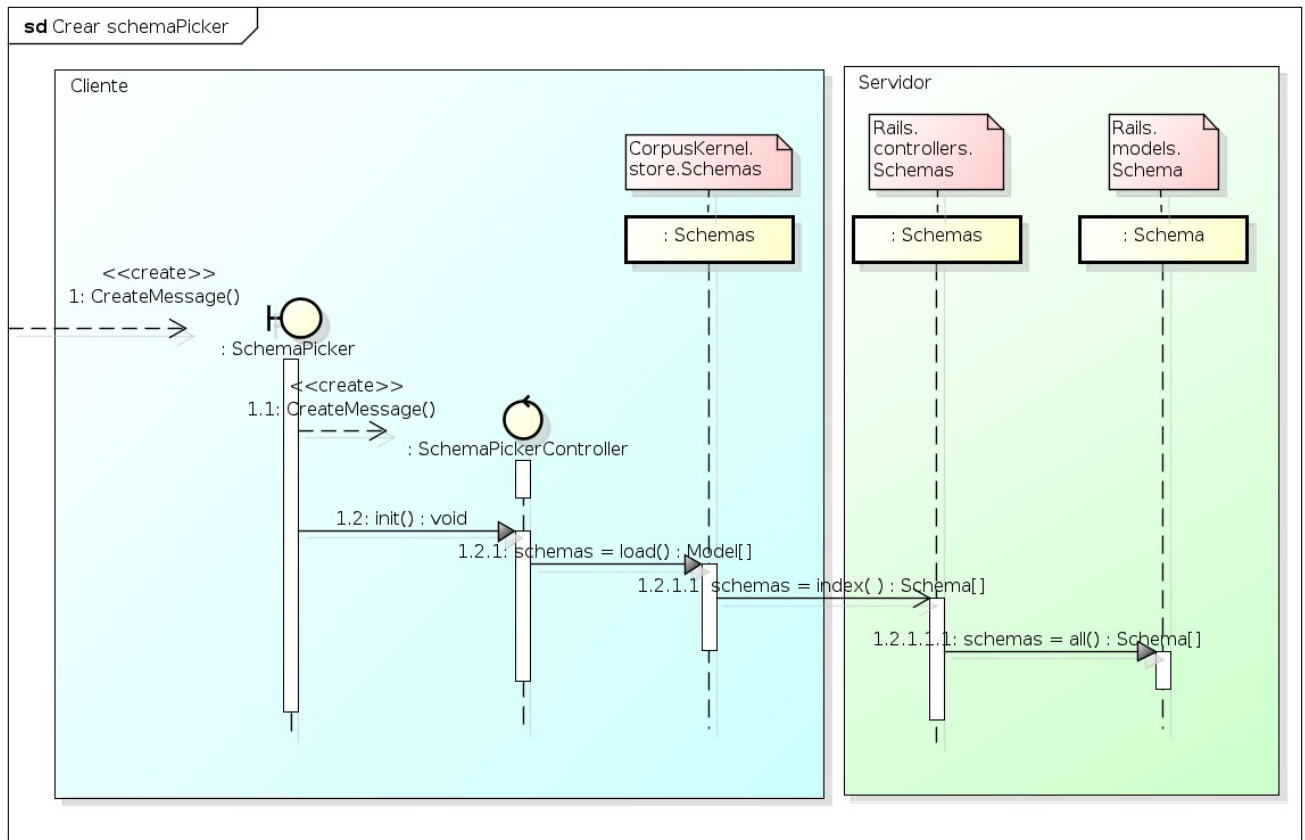 sd Crear schemaPicker
Cliente
Servidor
CorpusKernel.
store.Schemas
Rails.
controllers.
Schemas
Rails.
models.
Schema
: Schemas
: Schemas
: Schema
<<create>>
1: CreateMessage()
: SchemaPicker
<<create>>
1.1: CreateMessage()
: SchemaPickerController
1.2: init() : void
1.2.1: schemas = load() : Model[]
1.2.1.1: schemas = index( ) : Schema[]
1.2.1.1.1: schemas = all() : Schema[]